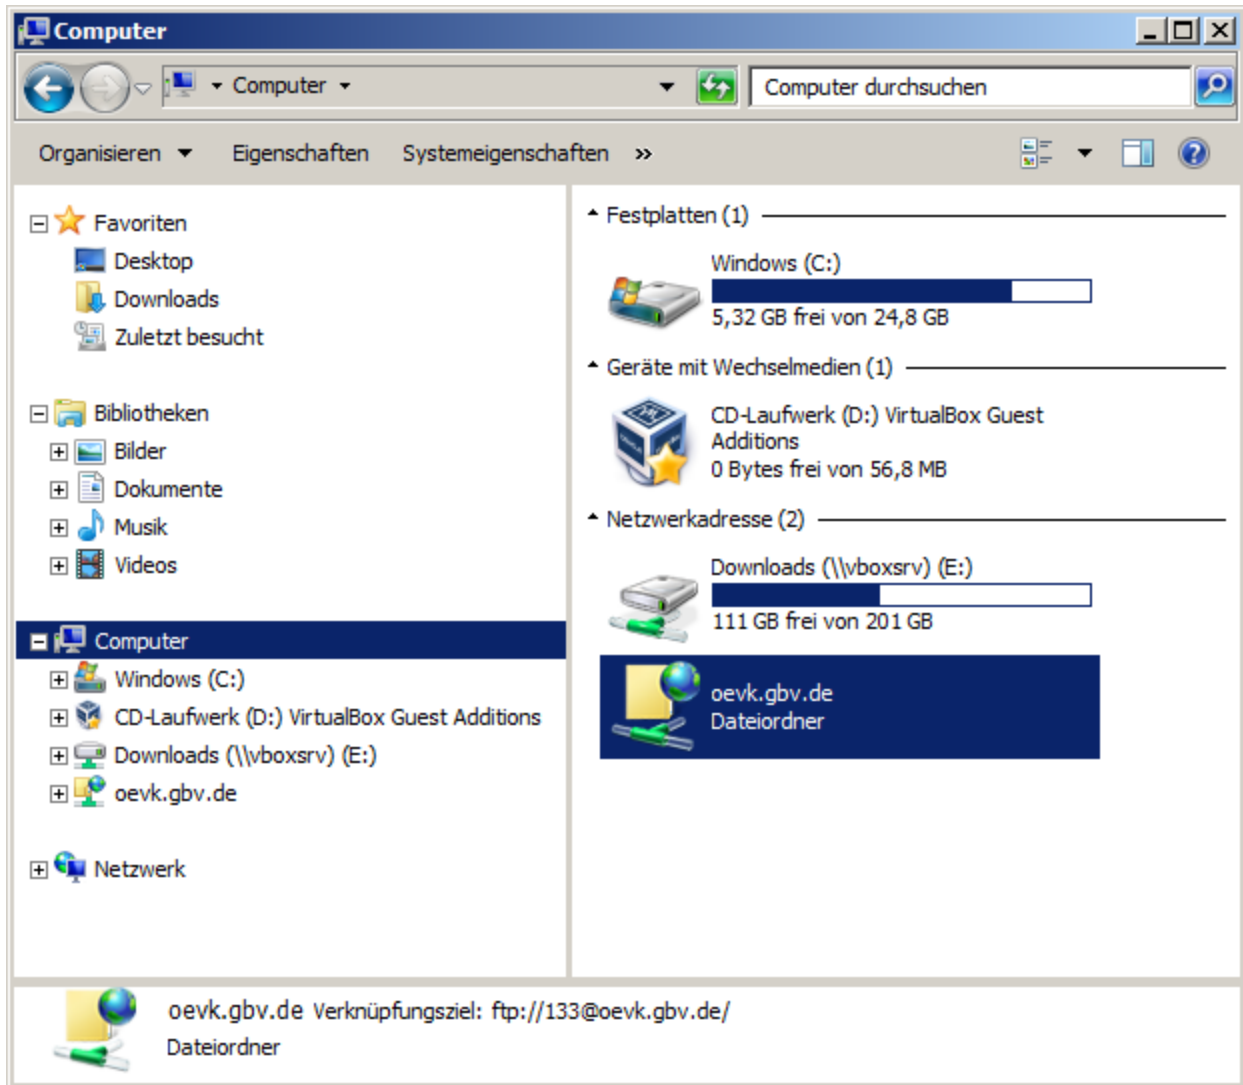 Computer
Computer
Computer durchsuchen
Organisieren
Eigenschaften
Systemeigenschaften
»
Favoriten
Desktop
Downloads
Zuletzt besucht
Bibliotheken
Bilder
Dokumente
Musik
Videos
Computer
Windows (C:)
CD-Laufwerk (D:) VirtualBox Guest Additions
Downloads (\\vboxsrv) (E:)
oevk.gbv.de
Netzwerk
Festplatten (1)
Windows (C:)
5,32 GB frei von 24,8 GB
Geräte mit Wechselmedien (1)
CD-Laufwerk (D:) VirtualBox Guest
Additions
0 Bytes frei von 56,8 MB
Netzwerkadresse (2)
Downloads (\\vboxsrv) (E:)
111 GB frei von 201 GB
oevk.gbv.de
Dateiordner
oevk.gbv.de Verknüpfungsziel: ftp://133@oevk.gbv.de/
Dateiordner